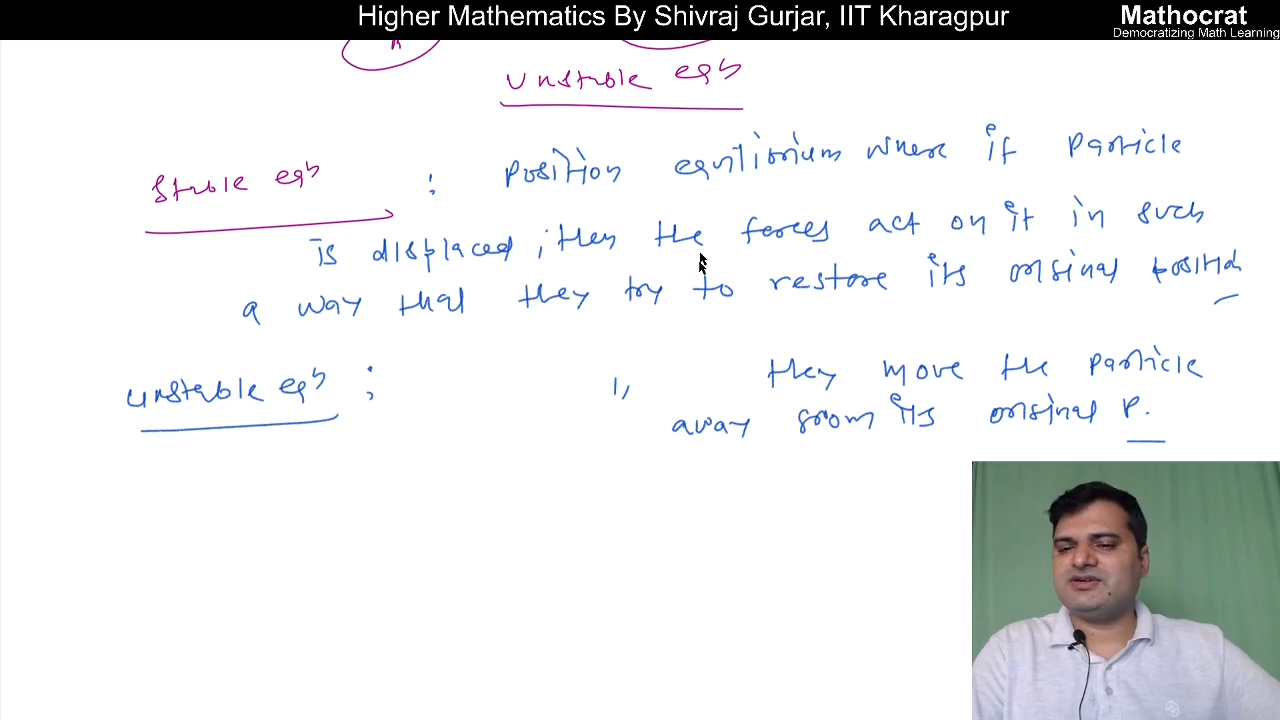 Higher Mathematics By Shivraj Gurjar, IIT Kharagpur
Mathocrat
Democratizing Math Learning
unstable eqb
Stable eqb : Position equilibrium where if Particle
is displaced, then the forces act on it in such
a way that they try to restore its original position
unstable eqb : 11 they move the particle
away from its original P.